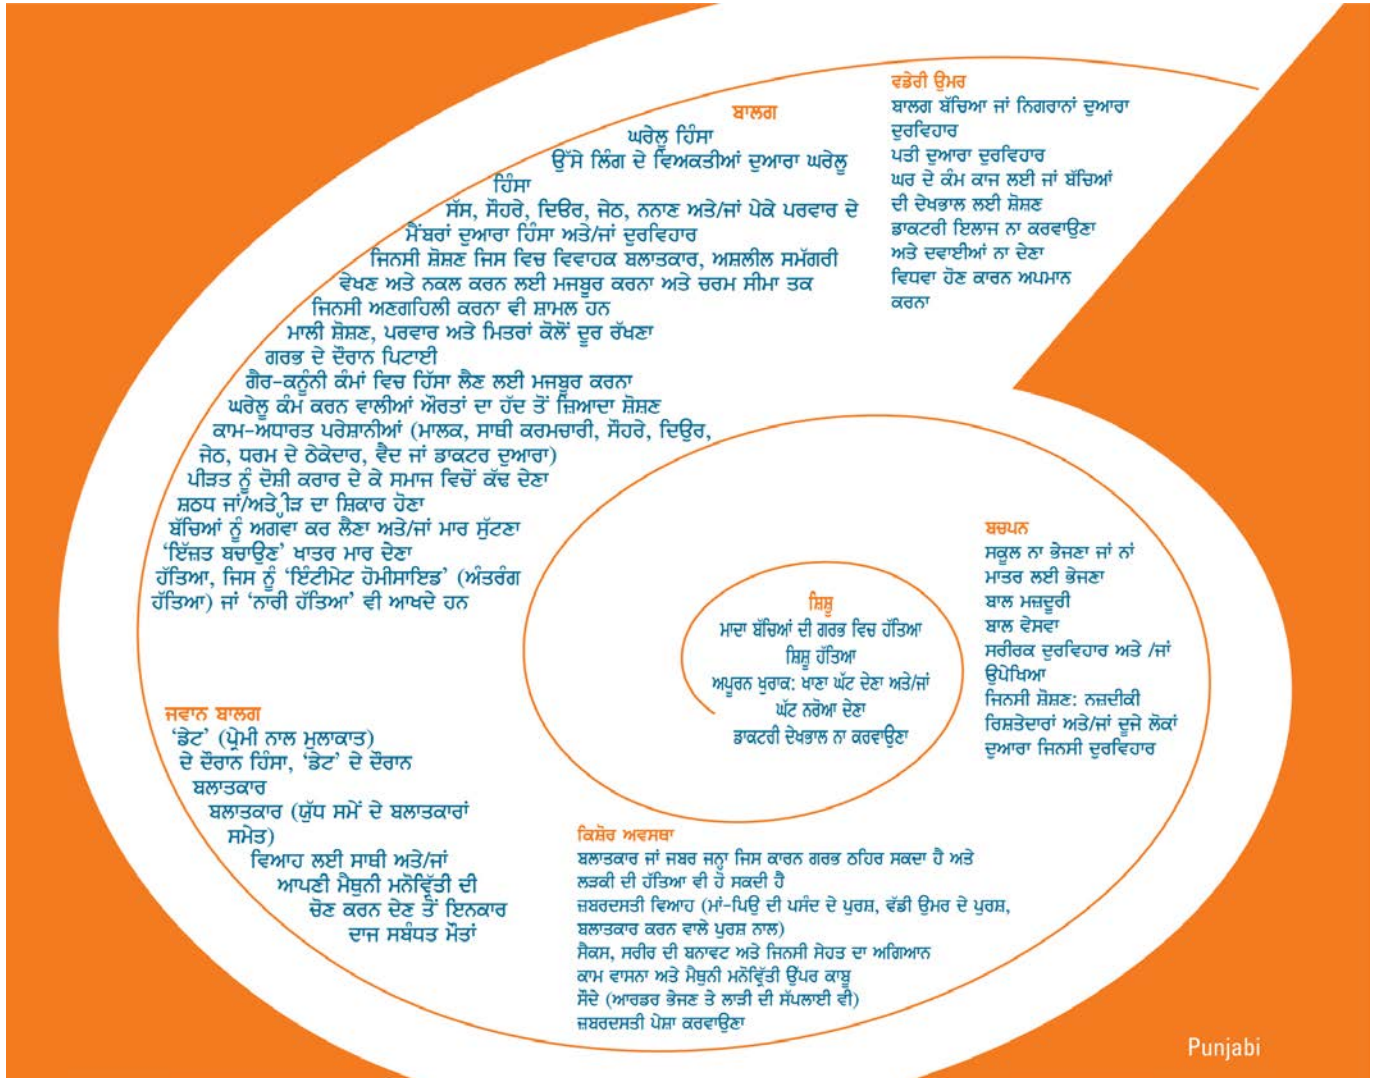 ਵਡੇਰੀ ਉਮਰ
ਬਾਲਗ ਬੱਚਿਆ ਜਾਂ ਨਿਗਰਾਨਾਂ ਦੁਆਰਾ
ਦੁਰਵਿਹਾਰ
ਪਤੀ ਦੁਆਰਾ ਦੁਰਵਿਹਾਰ
ਘਰ ਦੇ ਕੰਮ ਕਾਜ ਲਈ ਜਾਂ ਬੱਚਿਆਂ
ਦੀ ਦੇਖਭਾਲ ਲਈ ਸ਼ੋਸ਼ਣ
ਡਾਕਟਰੀ ਇਲਾਜ ਨਾ ਕਰਵਾਉਣਾ
ਅਤੇ ਦਵਾਈਆਂ ਨਾ ਦੇਣਾ
ਵਿਧਵਾ ਹੋਣ ਕਾਰਨ ਅਪਮਾਨ
ਕਰਨਾ
ਬਾਲਗ
ਘਰੇਲੂ ਹਿੰਸਾ
ਉੱਸੇ ਲਿੰਗ ਦੇ ਵਿਅਕਤੀਆਂ ਦੁਆਰਾ ਘਰੇਲੂ
ਹਿੰਸਾ
ਸੱਸ, ਸੌਹਰੇ, ਦਿਓਰ, ਜੇਠ, ਨਨਾਣ ਅਤੇ/ਜਾਂ ਪੇਕੇ ਪਰਵਾਰ ਦੇ
ਮੈਂਬਰਾਂ ਦੁਆਰਾ ਹਿੰਸਾ ਅਤੇ/ਜਾਂ ਦੁਰਵਿਹਾਰ
ਜਿਨਸੀ ਸ਼ੋਸ਼ਣ ਜਿਸ ਵਿਚ ਵਿਵਾਹਕ ਬਲਾਤਕਾਰ, ਅਸ਼ਲੀਲ ਸਮੱਗਰੀ
ਵੇਖਣ ਅਤੇ ਨਕਲ ਕਰਨ ਲਈ ਮਜਬੂਰ ਕਰਨਾ ਅਤੇ ਚਰਮ ਸੀਮਾ ਤਕ
ਜਿਨਸੀ ਅਣਗਹਿਲੀ ਕਰਨਾ ਵੀ ਸ਼ਾਮਲ ਹਨ
ਮਾਲੀ ਸ਼ੋਸ਼ਣ, ਪਰਵਾਰ ਅਤੇ ਮਿਤਰਾਂ ਕੋਲੋਂ ਦੂਰ ਰੱਖਣਾ
ਗਰਭ ਦੇ ਦੌਰਾਨ ਪਿਟਾਈ
ਗੈਰ-ਕਨੂੰਨੀ ਕੰਮਾਂ ਵਿਚ ਹਿੱਸਾ ਲੈਣ ਲਈ ਮਜਬੂਰ ਕਰਨਾ
ਘਰੇਲੂ ਕੰਮ ਕਰਨ ਵਾਲੀਆਂ ਔਰਤਾਂ ਦਾ ਹੱਦ ਤੋਂ ਜ਼ਿਆਦਾ ਸ਼ੋਸ਼ਣ
ਕਾਮ-ਅਧਾਰਤ ਪਰੇਸ਼ਾਨੀਆਂ (ਮਾਲਕ, ਸਾਥੀ ਕਰਮਚਾਰੀ, ਸੌਹਰੇ, ਦਿਉਰ,
ਜੇਠ, ਧਰਮ ਦੇ ਠੇਕੇਦਾਰ, ਵੈਦ ਜਾਂ ਡਾਕਟਰ ਦੁਆਰਾ)
ਪੀੜਤ ਨੂੰ ਦੋਸ਼ੀ ਕਰਾਰ ਦੇ ਕੇ ਸਮਾਜ ਵਿਚੋਂ ਕੱਢ ਦੇਣਾ
ਸ਼ਠਧ ਜਾਂ/ਦਾ ਸ਼ਿਕਾਰ ਹੋਣਾ
ਬੱਚਿਆਂ ਨੂੰ ਅਗਵਾ ਕਰ ਲੈਣਾ ਅਤੇ/ਜਾਂ ਮਾਰ ਸੁੱਟਣਾ
'ਇੱਜ਼ਤ ਬਚਾਉਣ' ਖਾਤਰ ਮਾਰ ਦੇਣਾ
ਹੱਤਿਆ, ਜਿਸ ਨੂੰ 'ਇੰਟੀਮੇਟ ਹੋਮੀਸਾਇਡ' (ਅੰਤਰੰਗ
ਹੱਤਿਆ) ਜਾਂ 'ਨਾਰੀ ਹੱਤਿਆ' ਵੀ ਆਖਦੇ ਹਨ
ਬਚਪਨ
ਸਕੂਲ ਨਾ ਭੇਜਣਾ ਜਾਂ ਨਾਂ
ਮਾਤਰ ਲਈ ਭੇਜਣਾ
ਬਾਲ ਮਜ਼ਦੂਰੀ
ਬਾਲ ਵੇਸਵਾ
ਸਰੀਰਕ ਦੁਰਵਿਹਾਰ ਅਤੇ /ਜਾਂ
ਉਪੇਖਿਆ
ਜਿਨਸੀ ਸ਼ੋਸ਼ਣ: ਨਜ਼ਦੀਕੀ
ਰਿਸ਼ਤੇਦਾਰਾਂ ਅਤੇ/ਜਾਂ ਦੂਜੇ ਲੋਕਾਂ
ਦੁਆਰਾ ਜਿਨਸੀ ਦੁਰਵਿਹਾਰ
ਸ਼ਿਸ਼ੂ
ਮਾਦਾ ਬੱਚਿਆਂ ਦੀ ਗਰਭ ਵਿਚ ਹੱਤਿਆ
ਸ਼ਿਸ਼ੂ ਹੱਤਿਆ
ਅਪੂਰਨ ਖੁਰਾਕ: ਖਾਣਾ ਘੱਟ ਦੇਣਾ ਅਤੇ/ਜਾਂ
ਘੱਟ ਨਰੋਆ ਦੇਣਾ
ਡਾਕਟਰੀ ਦੇਖਭਾਲ ਨਾ ਕਰਵਾਉਣਾ
ਜਵਾਨ ਬਾਲਗ
'ਡੇਟ' (ਪ੍ਰੇਮੀ ਨਾਲ ਮੁਲਾਕਾਤ)
ਦੇ ਦੌਰਾਨ ਹਿੰਸਾ, 'ਡੇਟ' ਦੇ ਦੌਰਾਨ
ਬਲਾਤਕਾਰ
ਬਲਾਤਕਾਰ (ਯੁੱਧ ਸਮੇਂ ਦੇ ਬਲਾਤਕਾਰਾਂ
ਸਮੇਤ)
ਵਿਆਹ ਲਈ ਸਾਥੀ ਅਤੇ/ਜਾਂ
ਆਪਣੀ ਮੈਥੁਨੀ ਮਨੋਵ੍ਰਿੱਤੀ ਦੀ
ਚੋਣ ਕਰਨ ਦੇਣ ਤੋਂ ਇਨਕਾਰ
ਦਾਜ ਸਬੰਧਤ ਮੌਤਾਂ
ਕਿਸ਼ੋਰ ਅਵਸਥਾ
ਬਲਾਤਕਾਰ ਜਾਂ ਜਬਰ ਜਨ੍ਹਾ ਜਿਸ ਕਾਰਨ ਗਰਭ ਠਹਿਰ ਸਕਦਾ ਹੈ ਅਤੇ
ਲੜਕੀ ਦੀ ਹੱਤਿਆ ਵੀ ਹੋ ਸਕਦੀ ਹੈ
ਜ਼ਬਰਦਸਤੀ ਵਿਆਹ (ਮਾਂ-ਪਿਉ ਦੀ ਪਸੰਦ ਦੇ ਪੁਰਸ਼, ਵੱਡੀ ਉਮਰ ਦੇ ਪੁਰਸ਼,
ਬਲਾਤਕਾਰ ਕਰਨ ਵਾਲੇ ਪੁਰਸ਼ ਨਾਲ)
ਸੈਕਸ, ਸਰੀਰ ਦੀ ਬਨਾਵਟ ਅਤੇ ਜਿਨਸੀ ਸੇਹਤ ਦਾ ਅਗਿਆਨ
ਕਾਮ ਵਾਸਨਾ ਅਤੇ ਮੈਥੁਨੀ ਮਨੋਵ੍ਰਿੱਤੀ ਉੱਪਰ ਕਾਬੂ
ਸੌਦੇ (ਆਰਡਰ ਭੇਜਣ ਤੇ ਲਾੜੀ ਦੀ ਸੱਪਲਾਈ ਵੀ)
ਜ਼ਬਰਦਸਤੀ ਪੇਸ਼ਾ ਕਰਵਾਉਣਾ
Punjabi